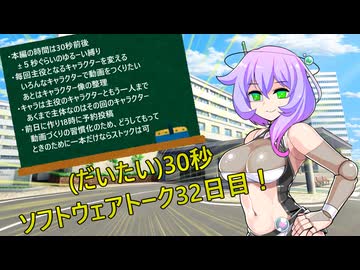 ・本編の時間は30秒前後
±５秒ぐらいのゆるーい縛り
・毎回主役となるキャラクターを変える
いろんなキャラクターで動画をつくりたい
あとはキャラクター像の整理
・キャラは主役のキャラクターともう一人まで
あくまで主体なのはその回のキャラクター
・前日に作り18時に予約投稿
動画づくりの習慣化のため、どうしてもって
ときのために一本だけならストックは可
(だいたい)30秒
ソフトウェアトーク32日目！